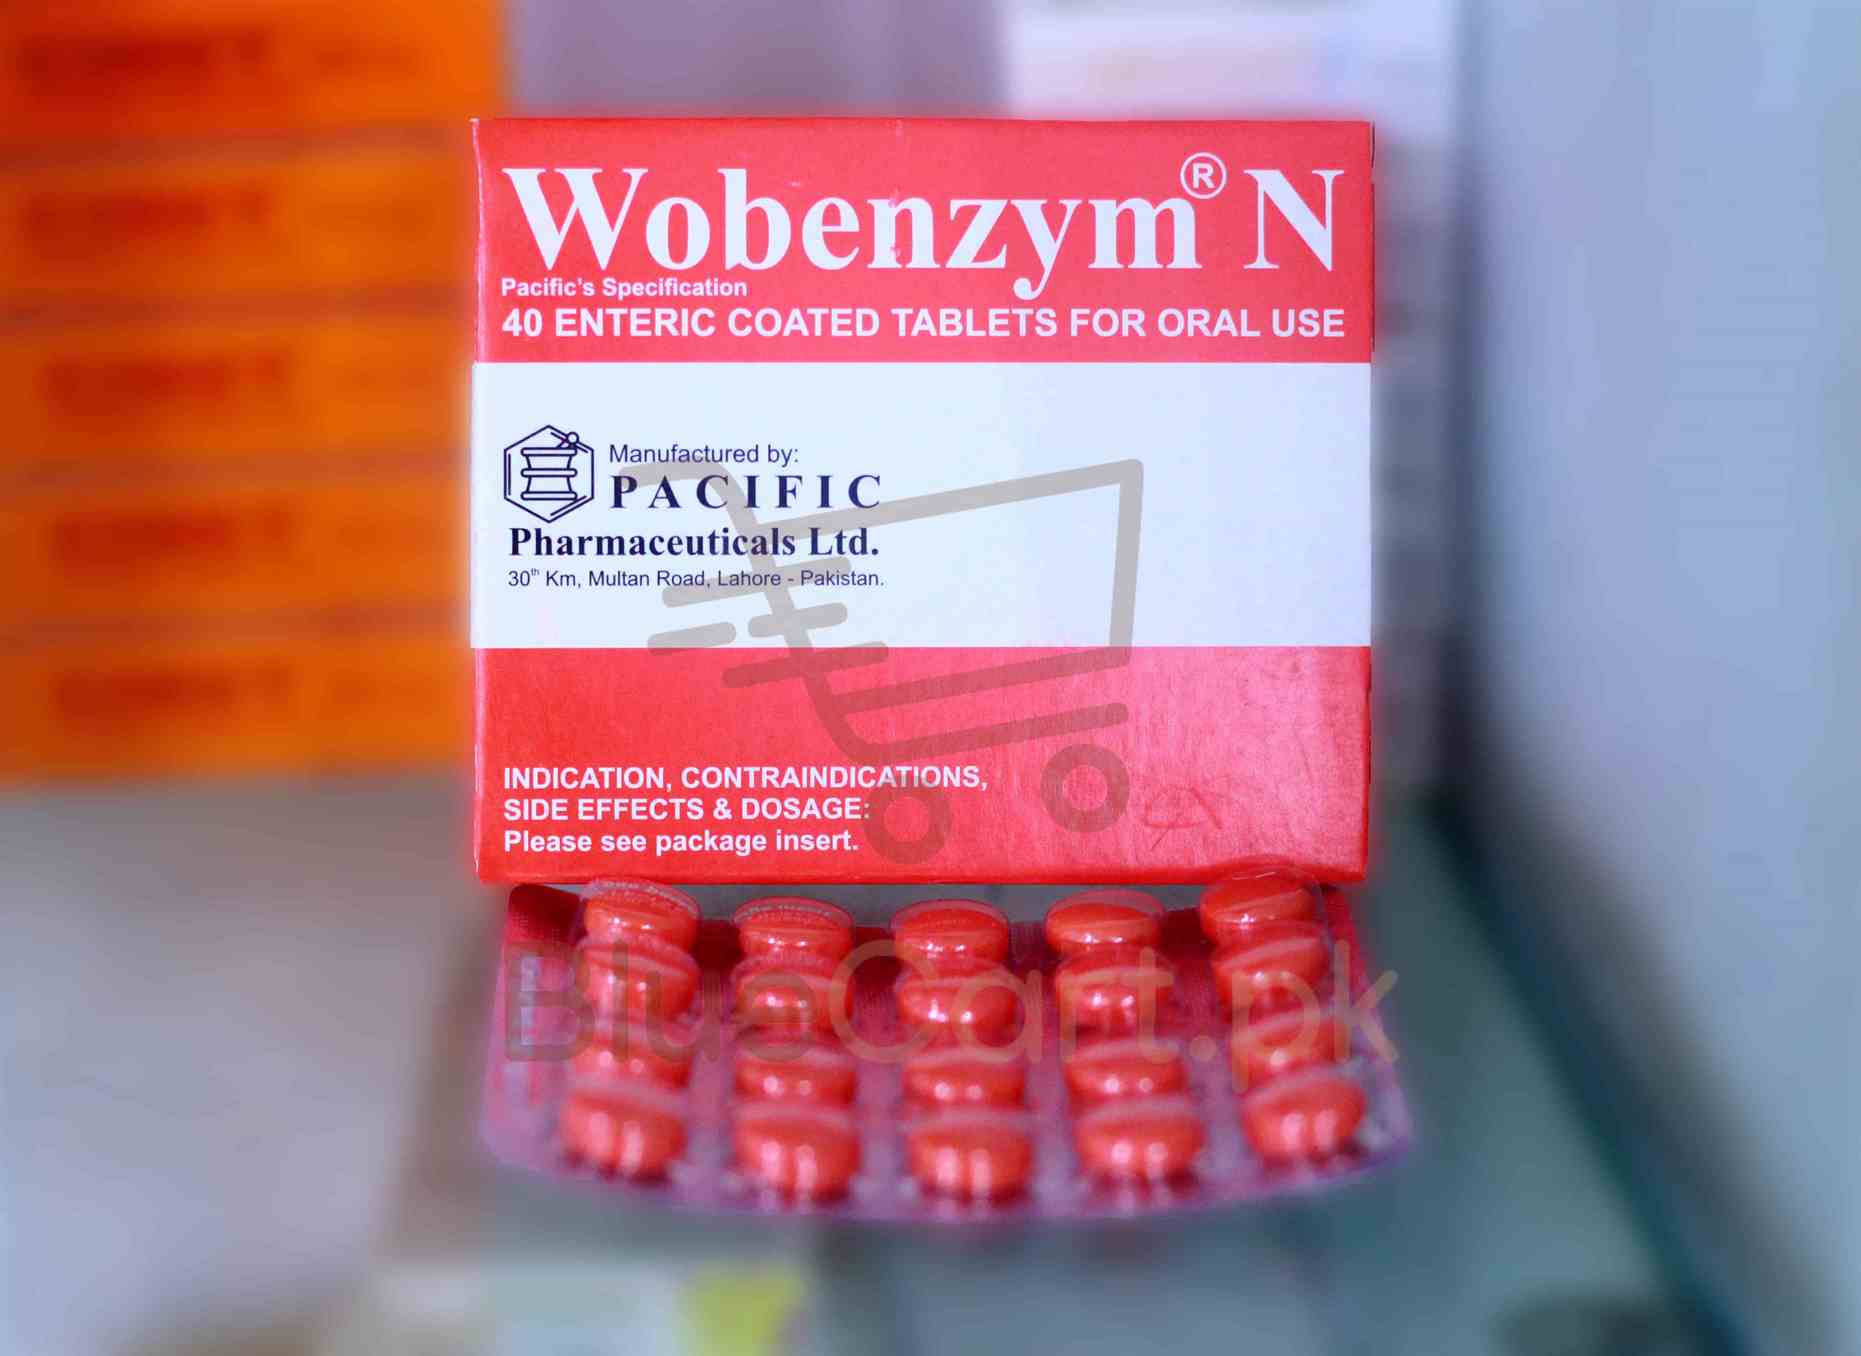 Wobenzym® N
Pacific's Specification
40 ENTERIC COATED TABLETS FOR ORAL USE
Manufactured by:
PACIFIC
Pharmaceuticals Ltd.
30th Km, Multan Road, Lahore - Pakistan.
INDICATION, CONTRAINDICATIONS,
SIDE EFFECTS & DOSAGE:
Please see package insert.
BlueCart.pk